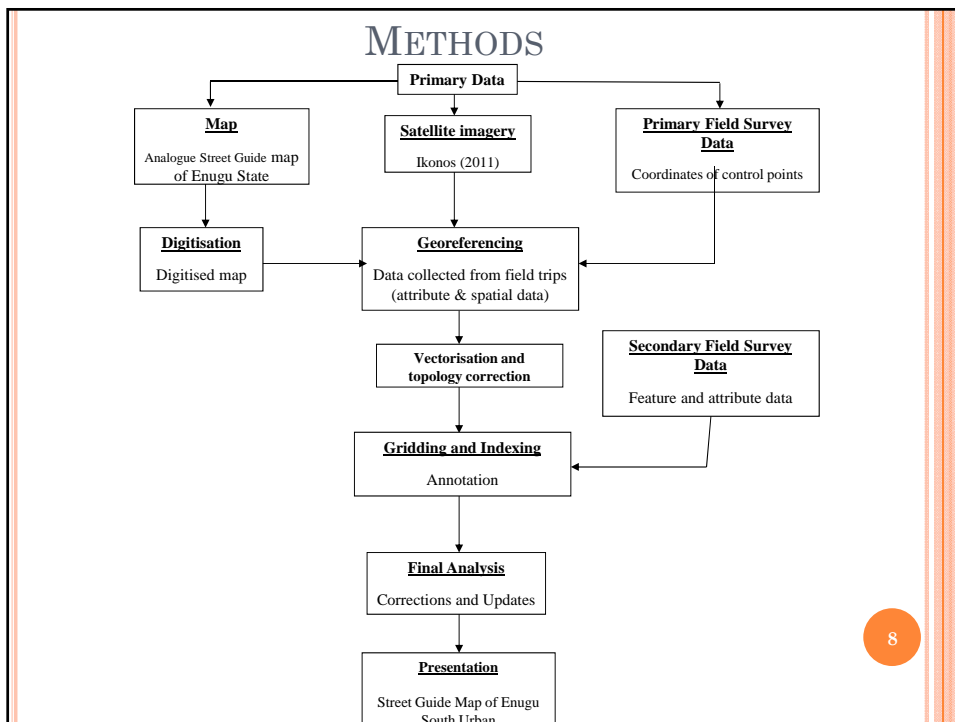 METHODS
Primary Data
Map
Analogue Street Guide map
of Enugu State
Satellite imagery
Ikonos (2011)
Primary Field Survey
Data
Coordinates of control points
Digitisation
Digitised map
Georeferencing
Data collected from field trips
(attribute & spatial data)
Vectorisation and
topology correction
Secondary Field Survey
Data
Feature and attribute data
Gridding and Indexing
Annotation
Final Analysis
Corrections and Updates
8
Presentation
Street Guide Map of Enugu
South Urban